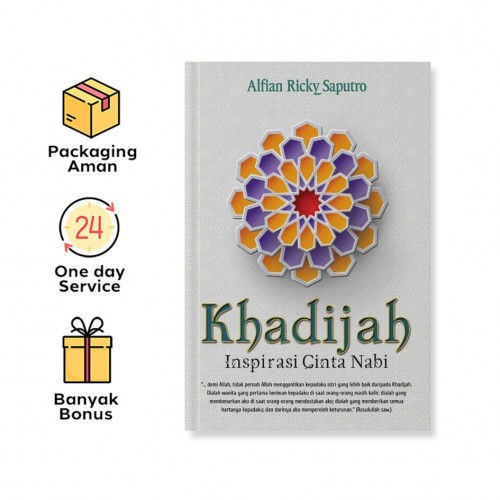 Packaging
Aman
24
One day
Service
Banyak
Bonus
Alfian Ricky Saputro
Khadijah
Inspirasi Cinta Nabi
"... demi Allah, tidak pernah Allah menggantikan kepadaku istri yang lebih baik daripada Khadijah.
Dialah wanita yang pertama beriman kepadaku di saat orang-orang masih kafir, dialah yang
membenarkan aku di saat orang-orang mendustakan aku; dialah yang memberikan semua
hartanya kepadaku; dan darinya aku memperoleh keturunan." (Rasulullah saw.)